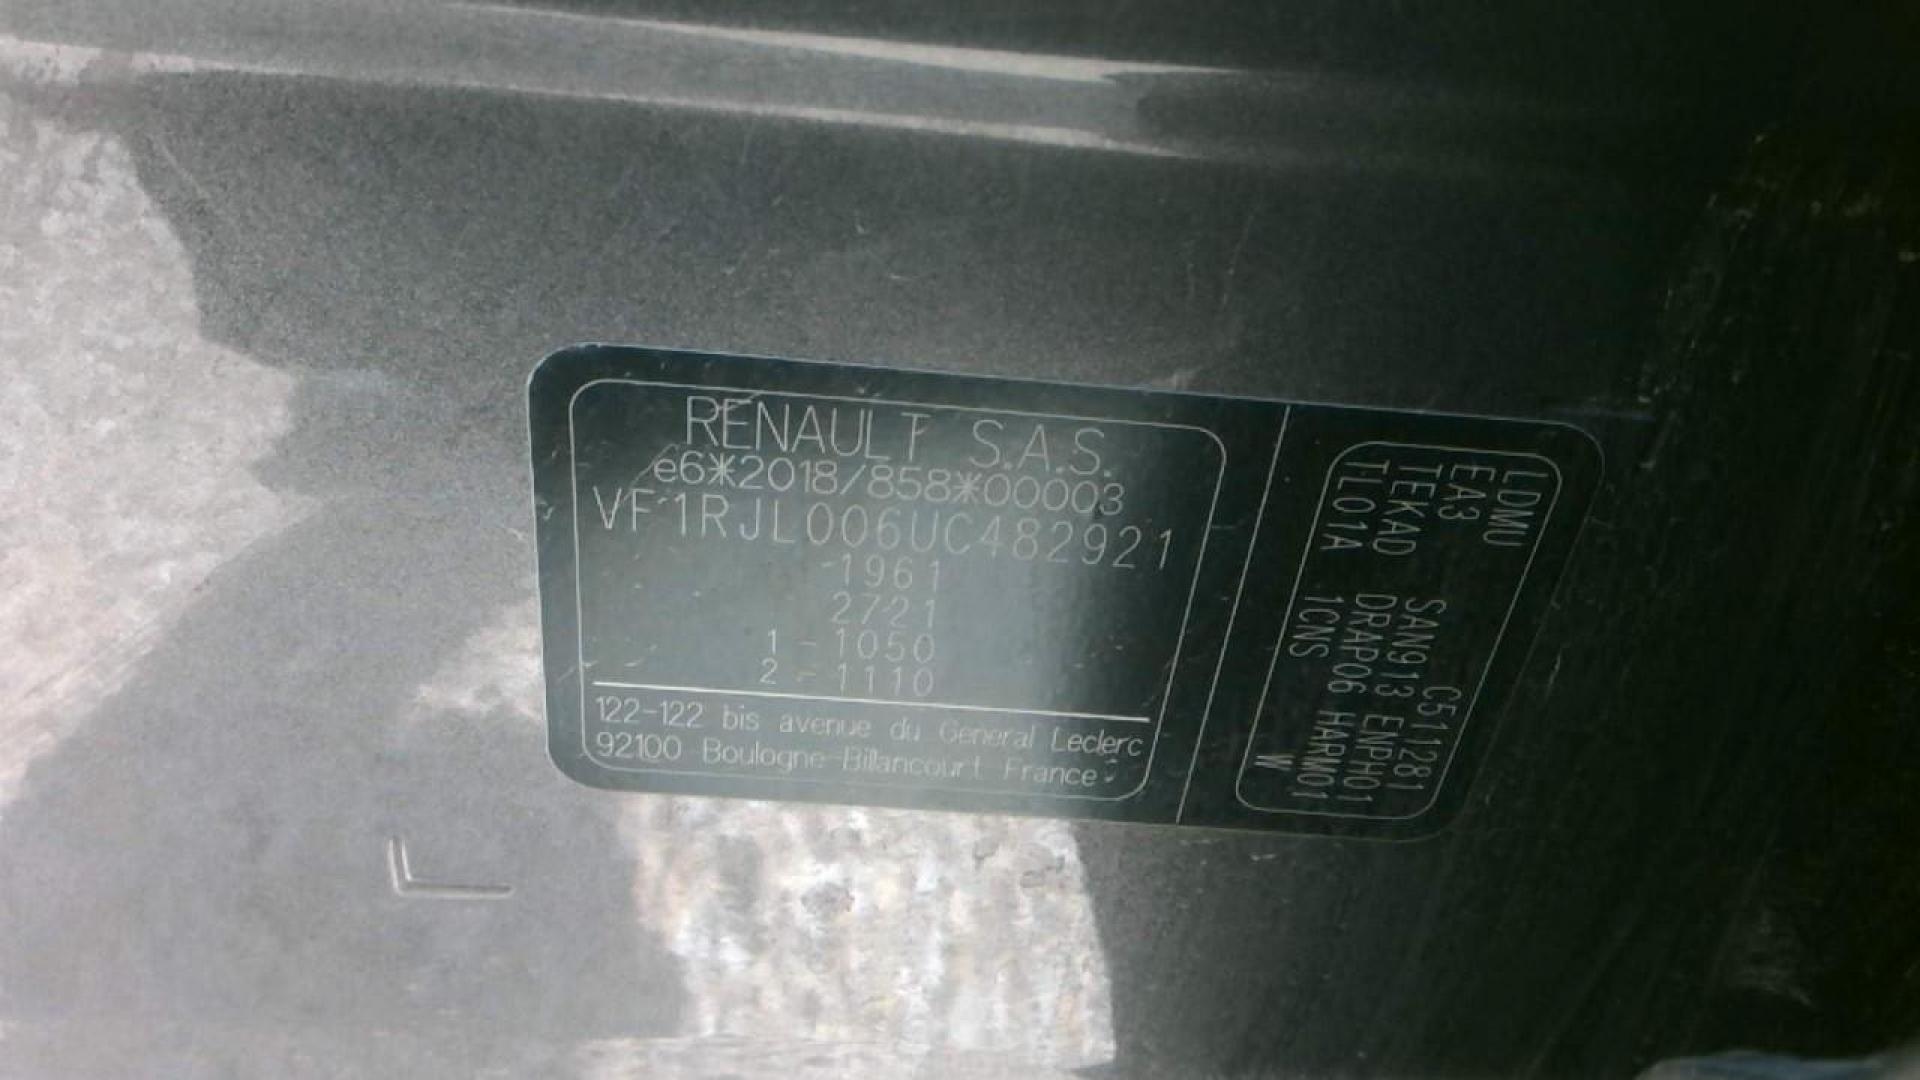 RENAULT S.A.S.
e6*2018/858*00003
VF1RJL006UC482921
1961
2721
1 - 1050
2 - 1110
122-122 bis avenue du General Leclerc
92100 Boulogne-Billancourt France
LDMU C511281
EA3 SAN913 ENPH01
TEKAD DRAP06 HARM01
TL01A 1CNS W